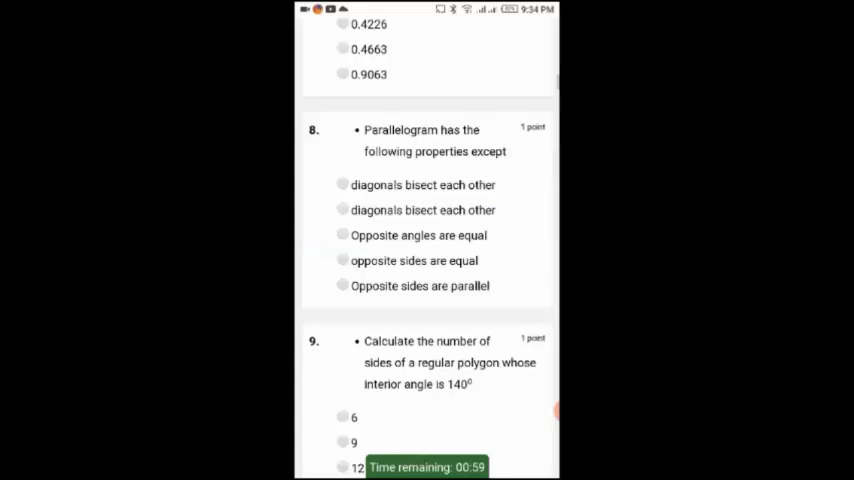 9:34 PM
0.4226
0.4663
0.9063
8. • Parallelogram has the 1 point
following properties except
diagonals bisect each other
diagonals bisect each other
Opposite angles are equal
opposite sides are equal
Opposite sides are parallel
9. • Calculate the number of 1 point
sides of a regular polygon whose
interior angle is 140⁰
6
9
12
Time remaining: 00:59